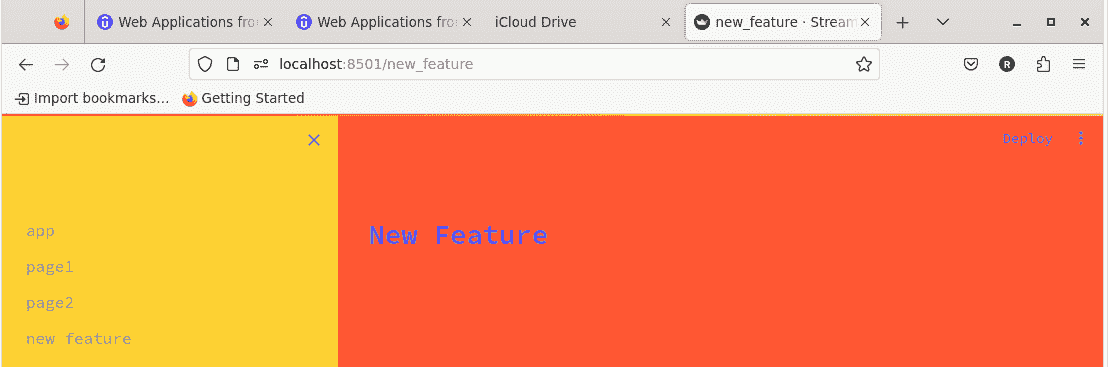 Web Applications fro
Web Applications fro
iCloud Drive
new_feature · Stream
localhost:8501/new_feature
R
Import bookmarks...
Getting Started
Deploy
app
page1
page2
new feature
New Feature